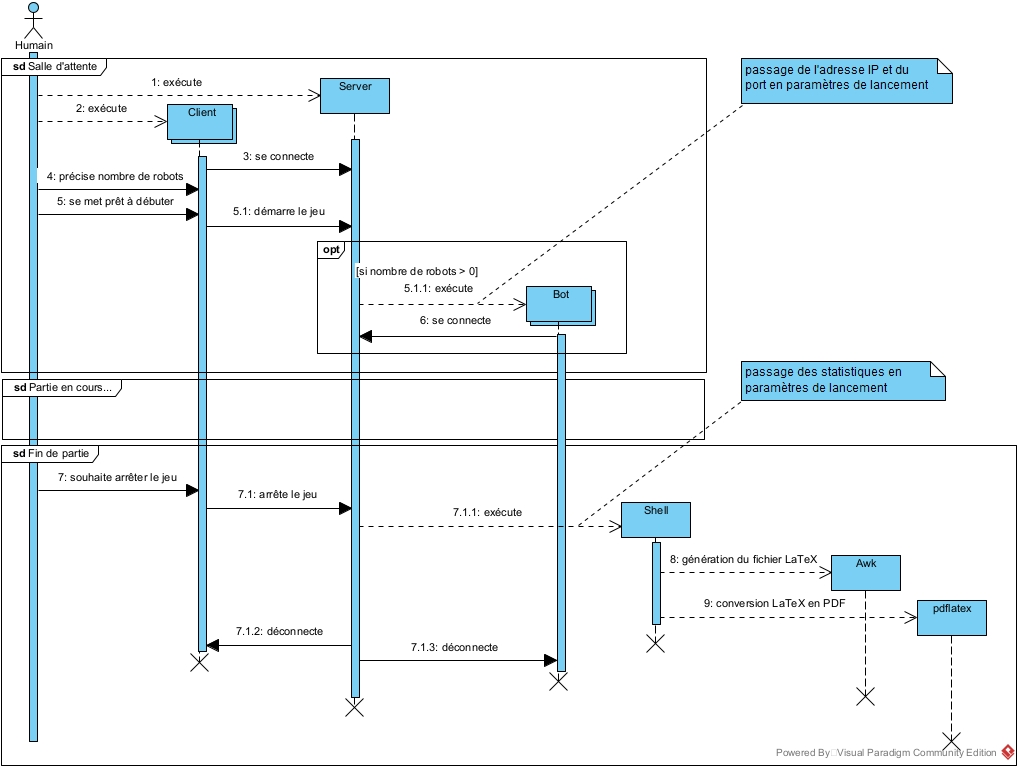 Humain
sd Salle d'attente
1: exécute
Server
passage de l'adresse IP et du
port en paramètres de lancement
2: exécute
Client
3: se connecte
4: précise nombre de robots
5: se met prêt à débuter
5.1: démarre le jeu
opt
[si nombre de robots > 0]
5.1.1: exécute
Bot
6: se connecte
sd Partie en cours...
passage des statistiques en
paramètres de lancement
sd Fin de partie
7: souhaite arrêter le jeu
7.1: arrête le jeu
7.1.1: exécute
Shell
8: génération du fichier LaTeX
Awk
9: conversion LaTeX en PDF
pdflatex
7.1.2: déconnecte
7.1.3: déconnecte
Powered By Visual Paradigm Community Edition